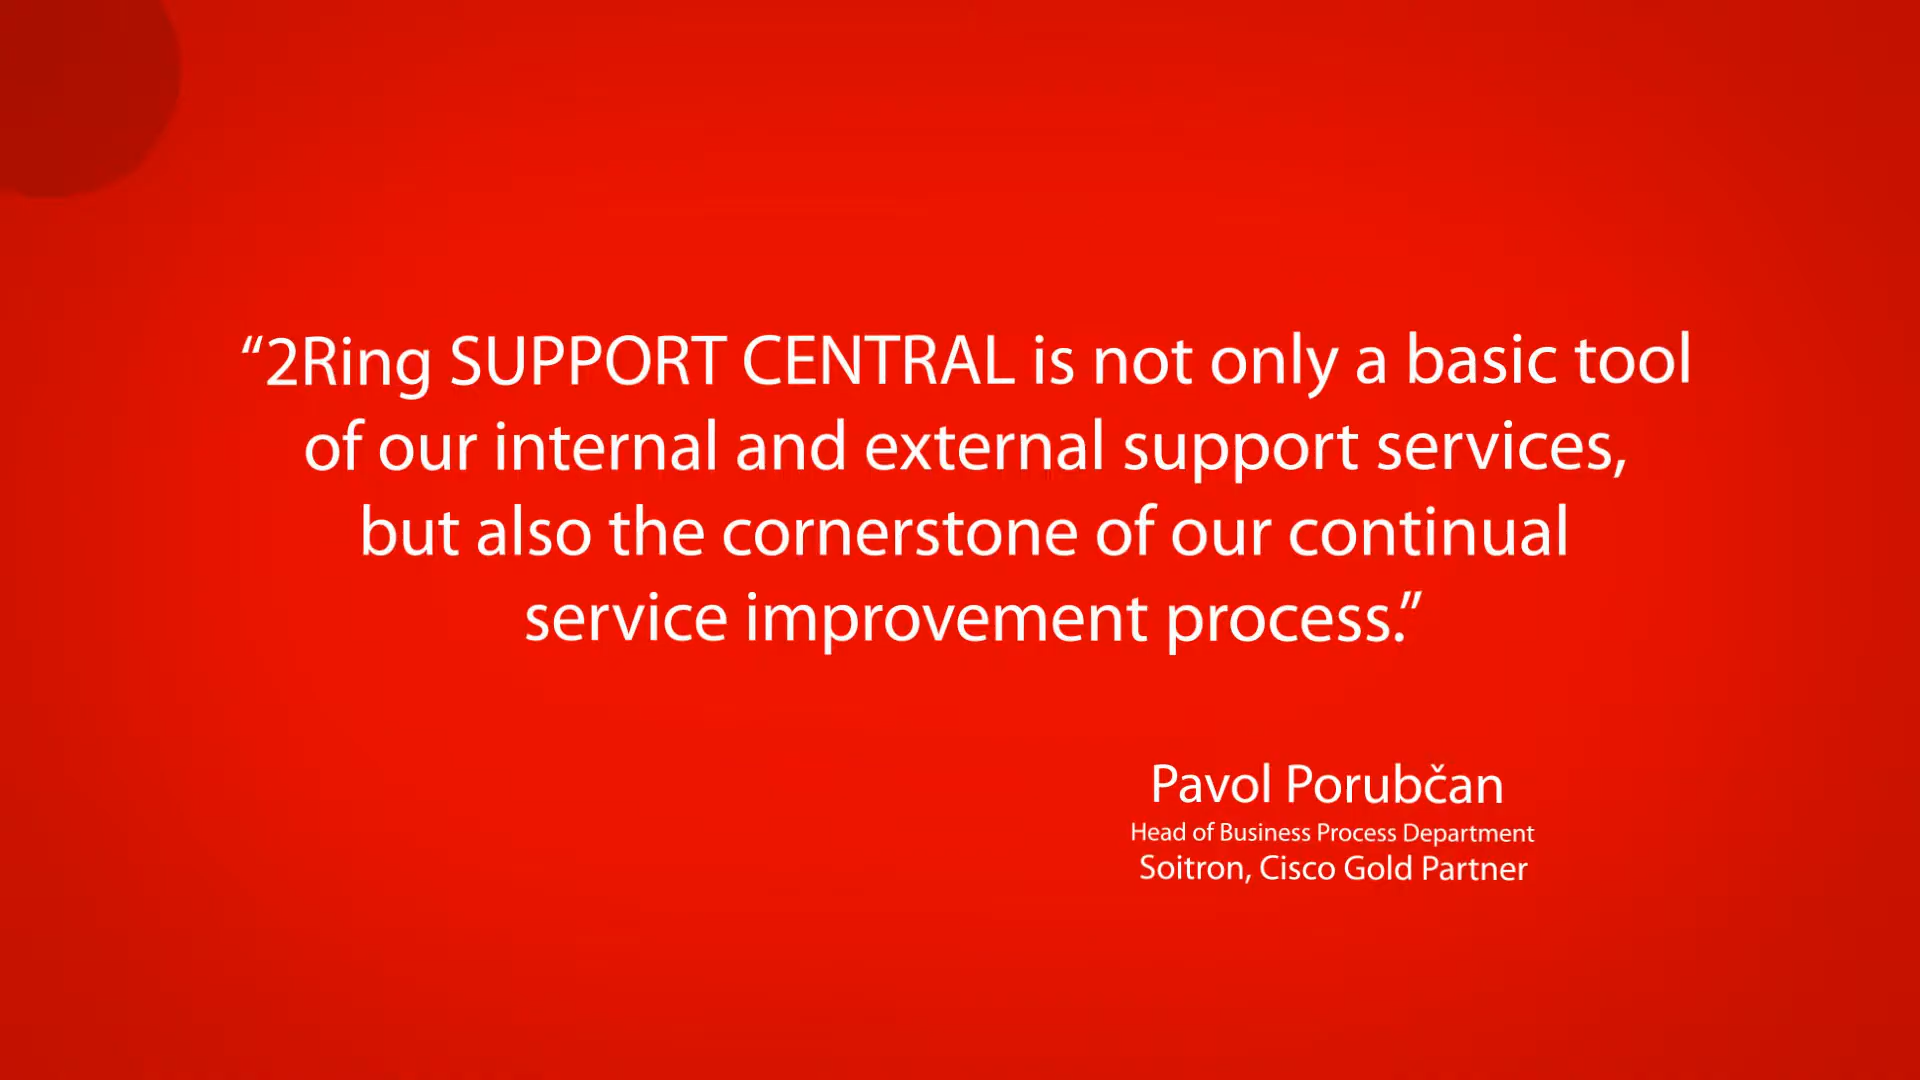 “2Ring SUPPORT CENTRAL is not only a basic tool
of our internal and external support services,
but also the cornerstone of our continual
service improvement process.”
Pavol Porubčan
Head of Business Process Department
Soitron, Cisco Gold Partner